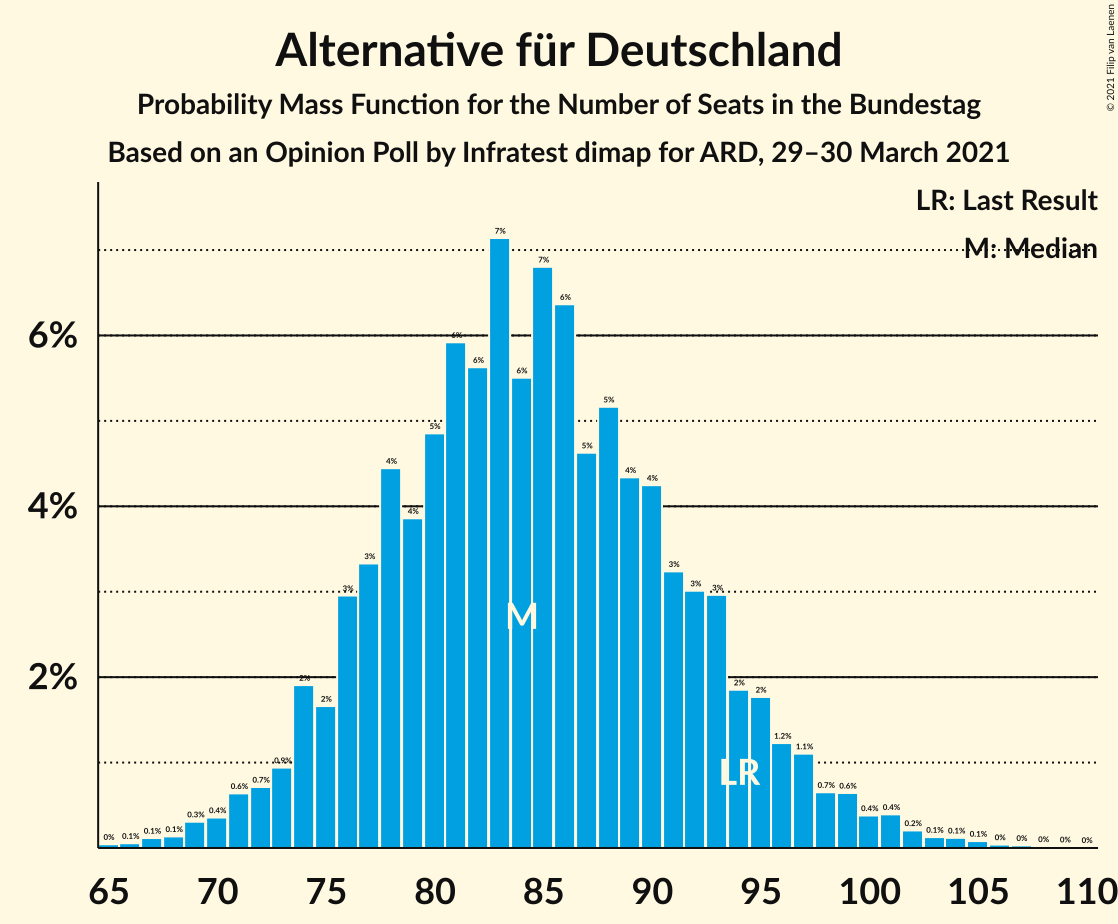 Alternative für Deutschland
Probability Mass Function for the Number of Seats in the Bundestag
Based on an Opinion Poll by Infratest dimap for ARD, 29–30 March 2021
© 2021 Filip van Laenen
LR: Last Result
M: Median
6%
4%
2%
0% 0.1% 0.1% 0.1% 0.3% 0.4% 0.6% 0.7% 0.9% 2% 2% 3% 3% 4% 4% 5% 6% 6% 7% 6% 7% 6% 5% 5% 4% 4% 3% 3% 3% 2% 2% 1.2% 1.1% 0.7% 0.6% 0.4% 0.4% 0.2% 0.1% 0.1% 0.1% 0% 0% 0% 0% 0%
M
LR
65 70 75 80 85 90 95 100 105 110